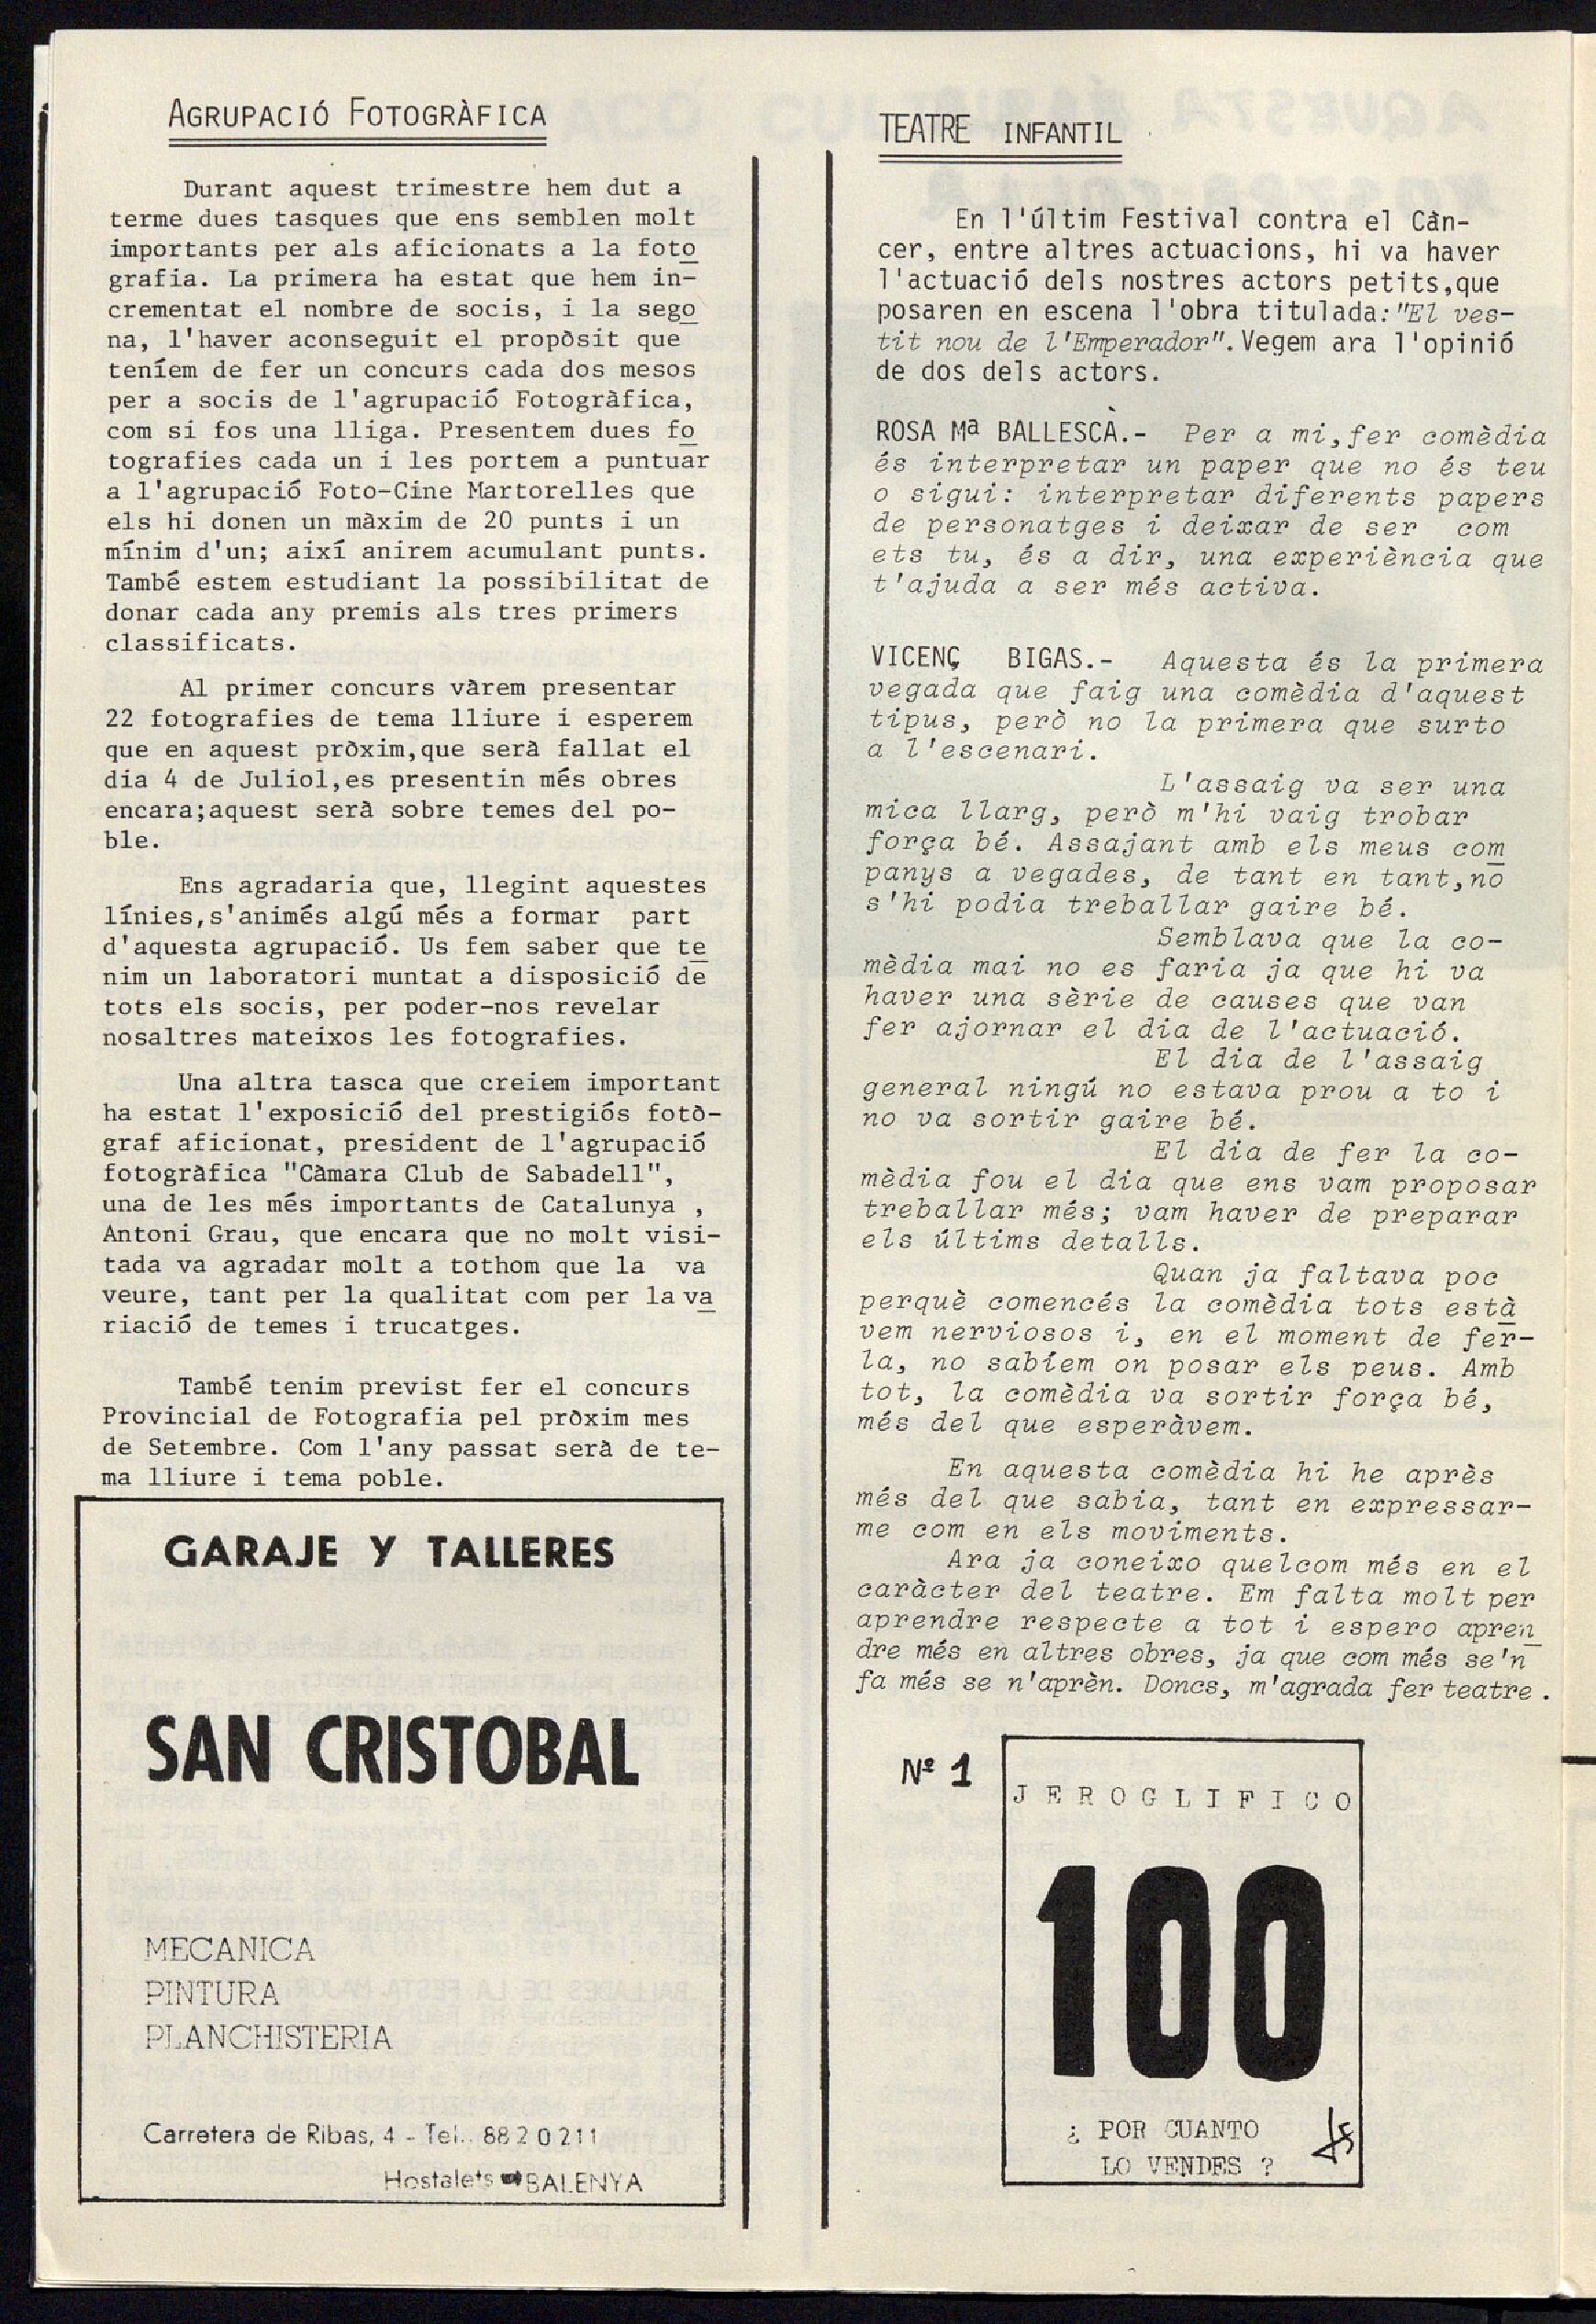 AGRUPACIÓ FOTOGRÀFICA
Durant aquest trimestre hem dut a
terme dues tasques que ens semblen molt
importants per als aficionats a la foto
grafia. La primera ha estat que hem in-
crementat el nombre de socis, i la sego
na, l'haver aconseguit el propòsit que
teníem de fer un concurs cada dos mesos
per a socis de l'agrupació Fotogràfica,
com si fos una lliga. Presentem dues fo
tografies cada un i les portem a puntuar
a l'agrupació Foto-Cine Martorelles que
els hi donen un màxim de 20 punts i un
mínim d'un; així anirem acumulant punts.
També estem estudiant la possibilitat de
donar cada any premis als tres primers
classificats.
Al primer concurs vàrem presentar
22 fotografies de tema lliure i esperem
que en aquest pròxim,que serà fallat el
dia 4 de Juliol,es presentin més obres
encara;aquest serà sobre temes del po-
ble.
Ens agradaria que, llegint aquestes
línies,s'animés algú més a formar part
d'aquesta agrupació. Us fem saber que te
nim un laboratori muntat a disposició de
tots els socis, per poder-nos revelar
nosaltres mateixos les fotografies.
Una altra tasca que creiem important
ha estat l'exposició del prestigiós fotò-
graf aficionat, president de l'agrupació
fotogràfica "Càmara Club de Sabadell",
una de les més importants de Catalunya ,
Antoni Grau, que encara que no molt visi-
tada va agradar molt a tothom que la va
veure, tant per la qualitat com per la va
riació de temes i trucatges.
També tenim previst fer el concurs
Provincial de Fotografia pel pròxim mes
de Setembre. Com l'any passat serà de te-
ma lliure i tema poble.
GARAJE Y TALLERES
SAN CRISTOBAL
MECANICA
PINTURA
PLANCHISTERIA
Carretera de Ribas, 4 - Tel. 8820211
Hostalets BALENYA
TEATRE INFANTIL
En l'últim Festival contra el Càn-
cer, entre altres actuacions, hi va haver
l'actuació dels nostres actors petits,que
posaren en escena l'obra titulada:"El ves-
tit nou de l'Emperador".Vegem ara l'opinió
de dos dels actors.
ROSA Mª BALLESCÀ.- Per a mi,fer comèdia
és interpretar un paper que no és teu
o sigui: interpretar diferents papers
de personatges i deixar de ser com
ets tu, és a dir, una experiència que
t'ajuda a ser més activa.
VICENÇ BIGAS.- Aquesta és la primera
vegada que faig una comèdia d'aquest
tipus, però no la primera que surto
a l'escenari.
L'assaig va ser una
mica llarg, però m'hi vaig trobar
força bé. Assajant amb els meus com
panys a vegades, de tant en tant,no
s'hi podia treballar gaire bé.
Semblava que la co-
mèdia mai no es faria ja que hi va
haver una sèrie de causes que van
fer ajornar el dia de l'actuació.
El dia de l'assaig
general ningú no estava prou a to i
no va sortir gaire bé.
El dia de fer la co-
mèdia fou el dia que ens vam proposar
treballar més; vam haver de preparar
els últims detalls.
Quan ja faltava poc
perquè comencés la comèdia tots està
vem nerviosos i, en el moment de fer-
la, no sabíem on posar els peus. Amb
tot, la comèdia va sortir força bé,
més del que esperàvem.
En aquesta comèdia hi he après
més del que sabia, tant en expressar-
me com en els moviments.
Ara ja coneixo quelcom més en el
caràcter del teatre. Em falta molt per
aprendre respecte a tot i espero apren
dre més en altres obres, ja que com més se'n
fa més se n'aprèn. Doncs, m'agrada fer teatre.
Nº 1
JEROGLIFICO
100
¿ POR CUANTO
LO VENDES ?